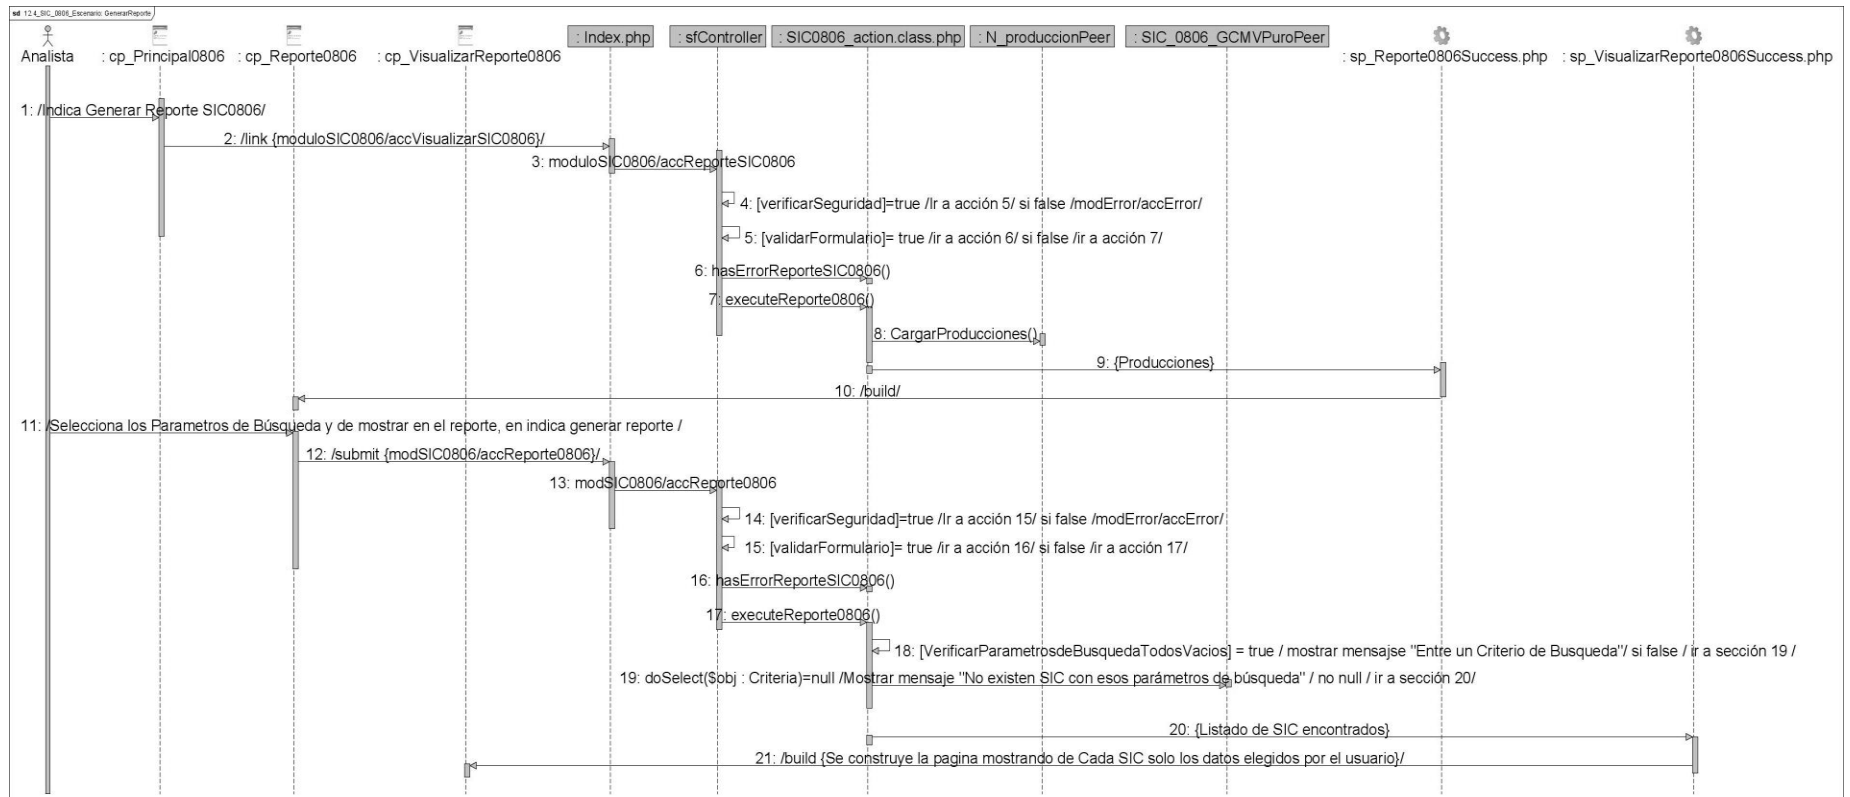 sd 12.4_SIC_0806_Escenario: GenerarReporte
Analista
: cp_Principal0806
: cp_Reporte0806
: cp_VisualizarReporte0806
: Index.php
: sfController
: SIC0806_action.class.php
: N_produccionPeer
: SIC_0806_GCMVPuroPeer
: sp_Reporte0806Success.php
: sp_VisualizarReporte0806Success.php
1: /Indica Generar Reporte SIC0806/
2: /link {moduloSIC0806/accVisualizarSIC0806}/
3: moduloSIC0806/accReporteSIC0806
4: [verificarSeguridad]=true /Ir a acción 5/ si false /modError/accError/
5: [validarFormulario]= true /ir a acción 6/ si false /ir a acción 7/
6: hasErrorReporteSIC0806()
7: executeReporte0806()
8: CargarProducciones()
9: {Producciones}
10: /build/
11: /Selecciona los Parametros de Búsqueda y de mostrar en el reporte, en indica generar reporte /
12: /submit {modSIC0806/accReporte0806}/
13: modSIC0806/accReporte0806
14: [verificarSeguridad]=true /Ir a acción 15/ si false /modError/accError/
15: [validarFormulario]= true /ir a acción 16/ si false /ir a acción 17/
16: hasErrorReporteSIC0806()
17: executeReporte0806()
18: [VerificarParametrosdeBusquedaTodosVacios] = true / mostrar mensajse "Entre un Criterio de Busqueda"/ si false / ir a sección 19 /
19: doSelect($obj : Criteria)=null /Mostrar mensaje "No existen SIC con esos parámetros de búsqueda" / no null / ir a sección 20/
20: {Listado de SIC encontrados}
21: /build {Se construye la pagina mostrando de Cada SIC solo los datos elegidos por el usuario}/